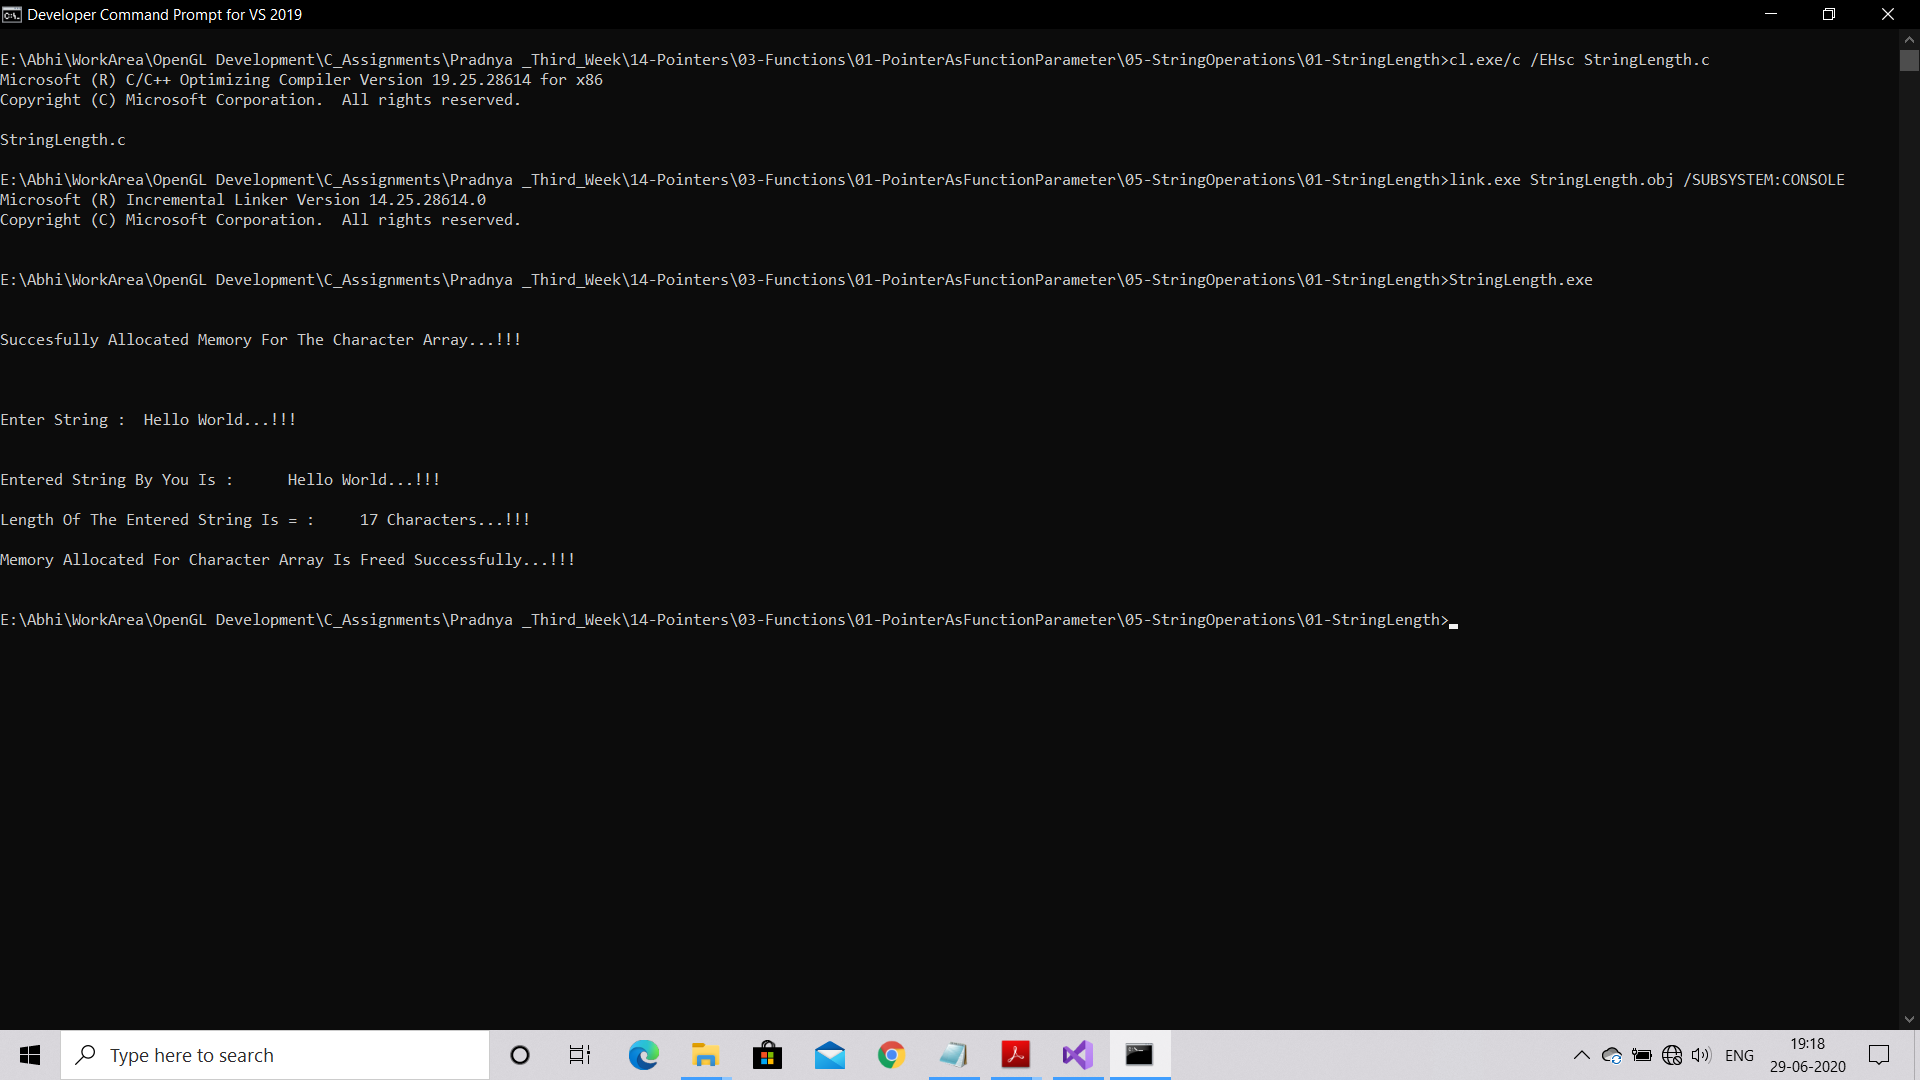 Developer Command Prompt for VS 2019
E:\Abhi\WorkArea\OpenGL Development\C_Assignments\Pradnya _Third_Week\14-Pointers\03-Functions\01-PointerAsFunctionParameter\05-StringOperations\01-StringLength>cl.exe/c /EHsc StringLength.c
Microsoft (R) C/C++ Optimizing Compiler Version 19.25.28614 for x86
Copyright (C) Microsoft Corporation.  All rights reserved.
StringLength.c
E:\Abhi\WorkArea\OpenGL Development\C_Assignments\Pradnya _Third_Week\14-Pointers\03-Functions\01-PointerAsFunctionParameter\05-StringOperations\01-StringLength>link.exe StringLength.obj /SUBSYSTEM:CONSOLE
Microsoft (R) Incremental Linker Version 14.25.28614.0
Copyright (C) Microsoft Corporation.  All rights reserved.
E:\Abhi\WorkArea\OpenGL Development\C_Assignments\Pradnya _Third_Week\14-Pointers\03-Functions\01-PointerAsFunctionParameter\05-StringOperations\01-StringLength>StringLength.exe
Succesfully Allocated Memory For The Character Array...!!!
Enter String :  Hello World...!!!
Entered String By You Is :      Hello World...!!!
Length Of The Entered String Is = :     17 Characters...!!!
Memory Allocated For Character Array Is Freed Successfully...!!!
E:\Abhi\WorkArea\OpenGL Development\C_Assignments\Pradnya _Third_Week\14-Pointers\03-Functions\01-PointerAsFunctionParameter\05-StringOperations\01-StringLength>
Type here to search
ENG
19:18
29-06-2020